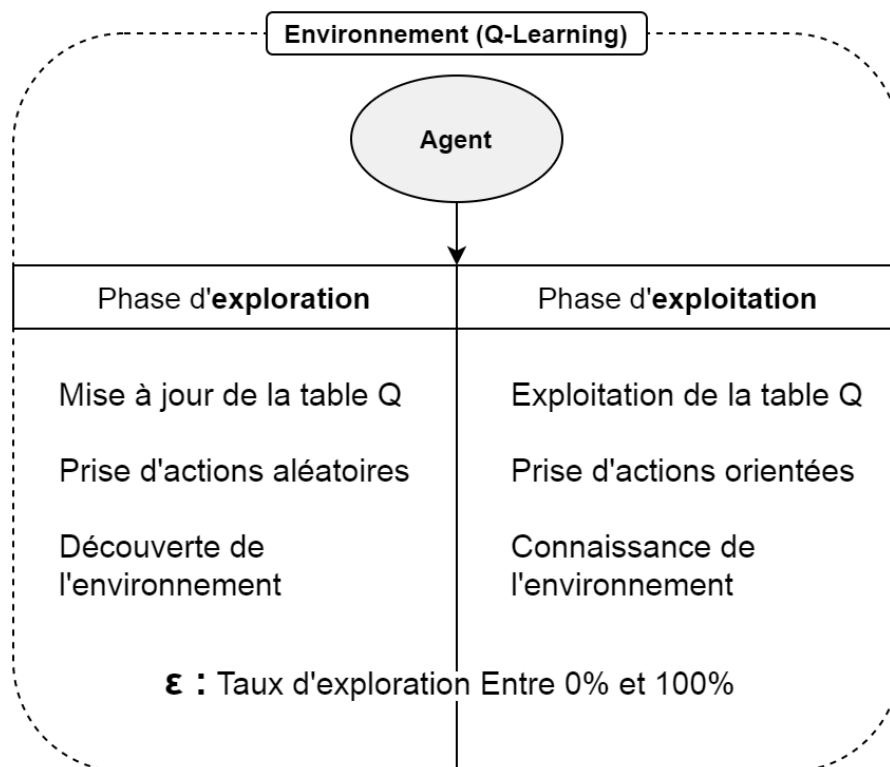 Environnement (Q-Learning)
Agent
Phase d'exploration
Phase d'exploitation
Mise à jour de la table Q
Prise d'actions aléatoires
Découverte de
l'environnement
Exploitation de la table Q
Prise d'actions orientées
Connaissance de
l'environnement
ε : Taux d'exploration Entre 0% et 100%